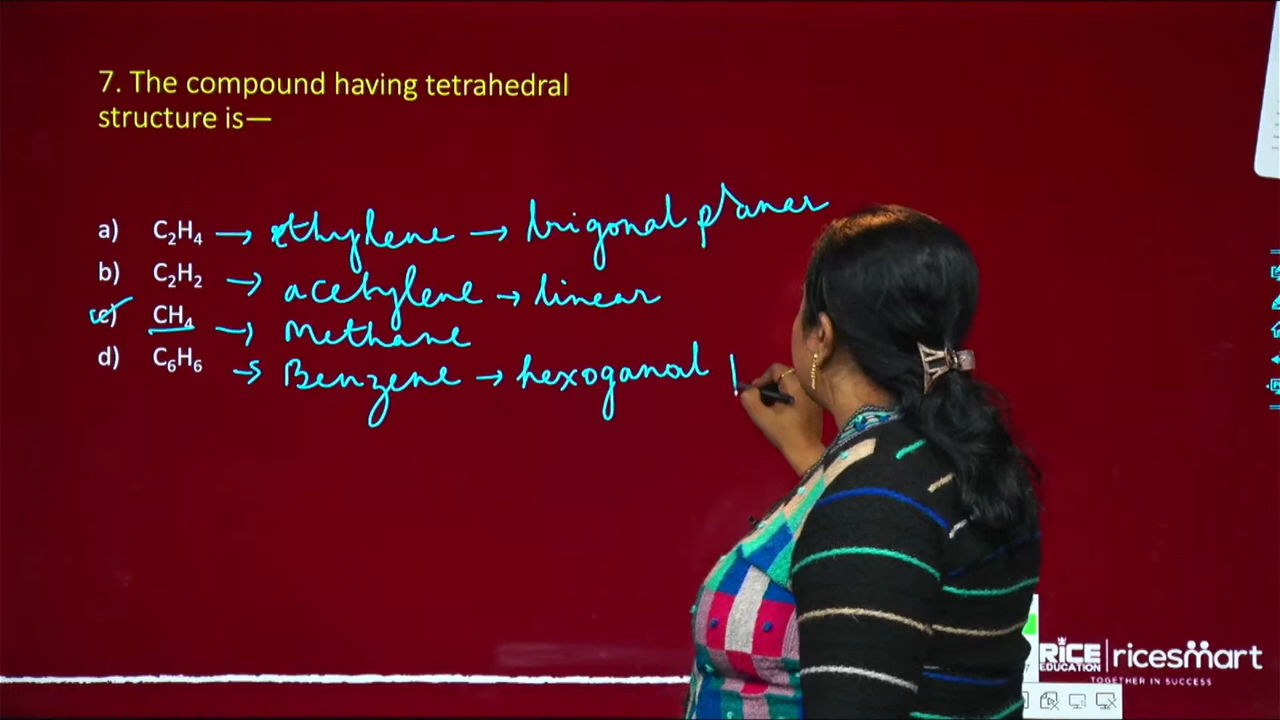 7. The compound having tetrahedral
structure is—
a) C₂H₄ → ethylene → trigonal planer
b) C₂H₂ → acetylene → linear
c) CH₄ → Methane
d) C₆H₆ → Benzene → hexoganal
RICE EDUCATION | ricesmart
TOGETHER IN SUCCESS